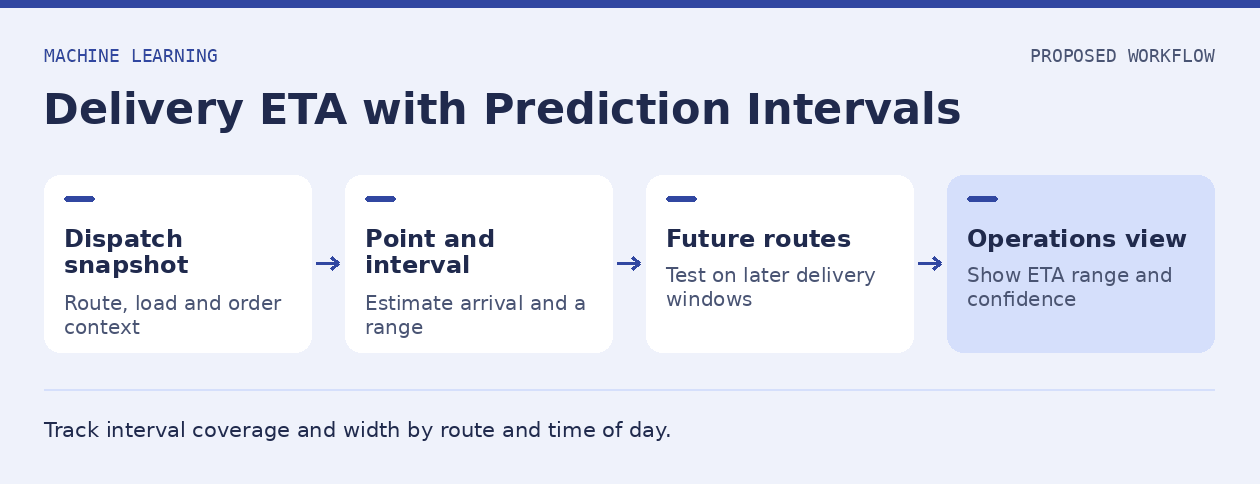 MACHINE LEARNING
PROPOSED WORKFLOW
Delivery ETA with Prediction Intervals
Dispatch
snapshot
Route, load and order
context
Point and
interval
Estimate arrival and a
range
Future routes
Test on later delivery
windows
Operations view
Show ETA range and
confidence
Track interval coverage and width by route and time of day.